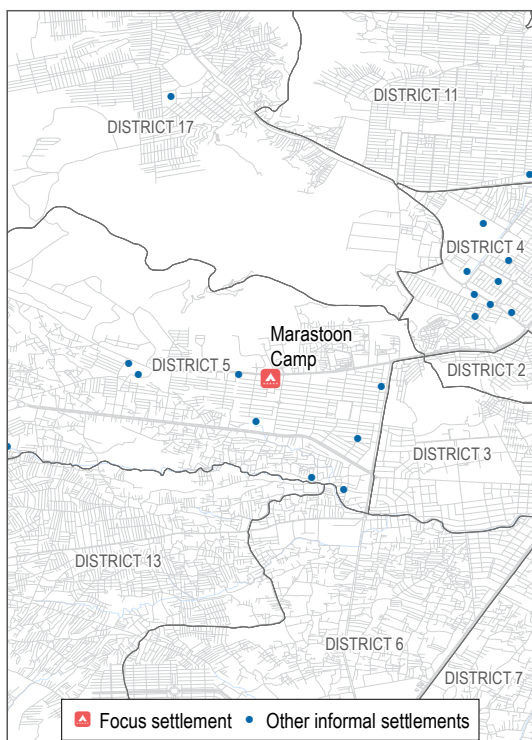 DISTRICT 11
DISTRICT 17
DISTRICT 4
Marastoon
Camp
DISTRICT 5
DISTRICT 2
DISTRICT 3
DISTRICT 13
DISTRICT 6
DISTRICT 7
Focus settlement
Other informal settlements